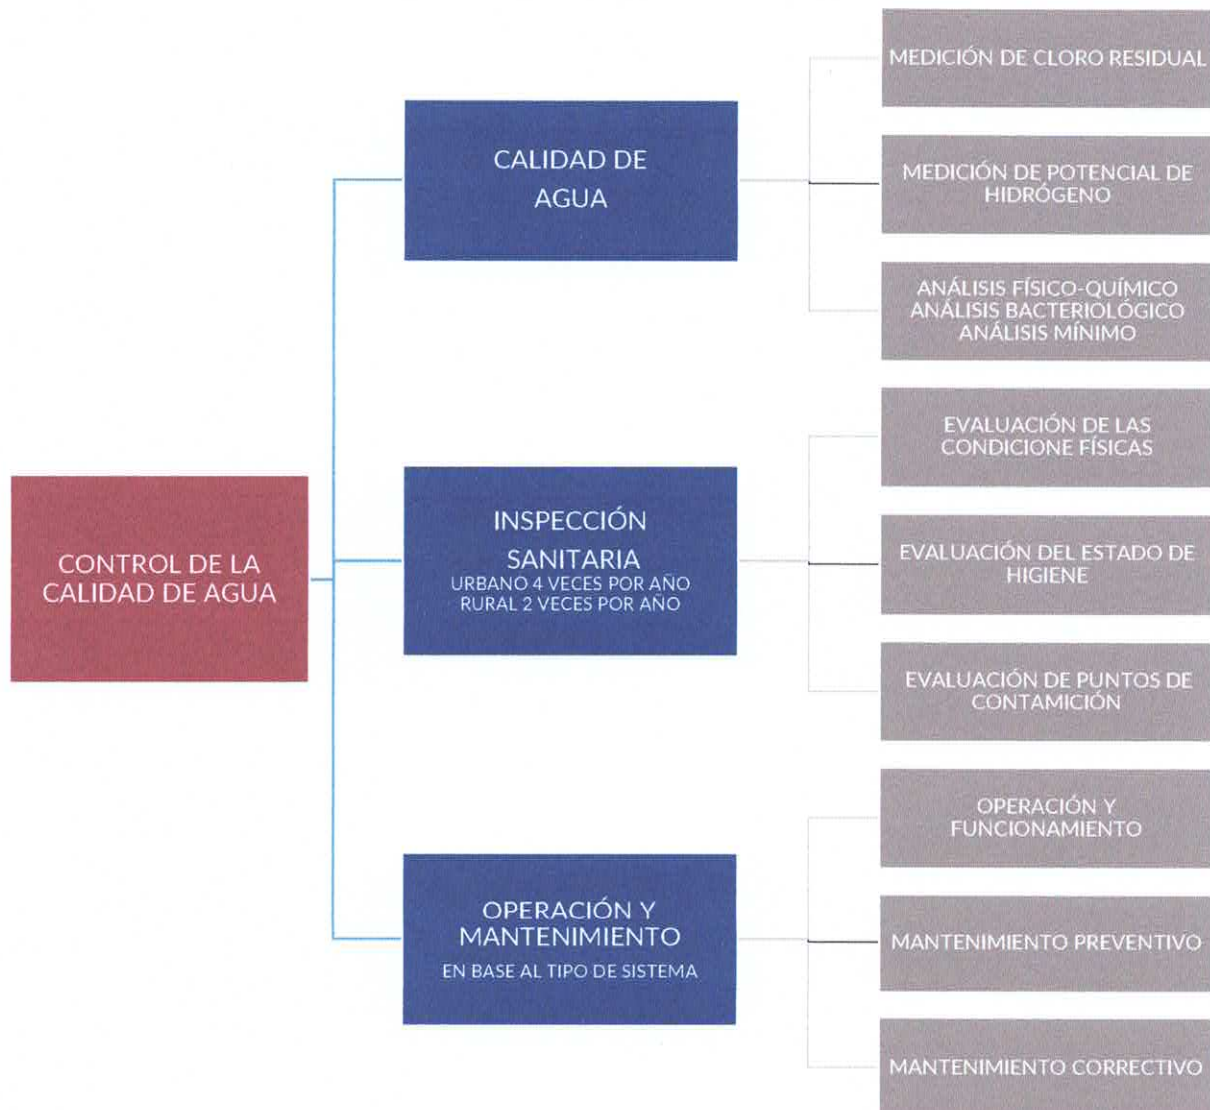 CONTROL DE LA
CALIDAD DE AGUA
CALIDAD DE
AGUA
MEDICIÓN DE CLORO RESIDUAL
MEDICIÓN DE POTENCIAL DE
HIDRÓGENO
ANÁLISIS FÍSICO-QUÍMICO
ANÁLISIS BACTERIOLÓGICO
ANÁLISIS MÍNIMO
INSPECCIÓN
SANITARIA
URBANO 4 VECES POR AÑO
RURAL 2 VECES POR AÑO
EVALUACIÓN DE LAS
CONDICIONE FÍSICAS
EVALUACIÓN DEL ESTADO DE
HIGIENE
EVALUACIÓN DE PUNTOS DE
CONTAMICIÓN
OPERACIÓN Y
MANTENIMIENTO
EN BASE AL TIPO DE SISTEMA
OPERACIÓN Y
FUNCIONAMIENTO
MANTENIMIENTO PREVENTIVO
MANTENIMIENTO CORRECTIVO